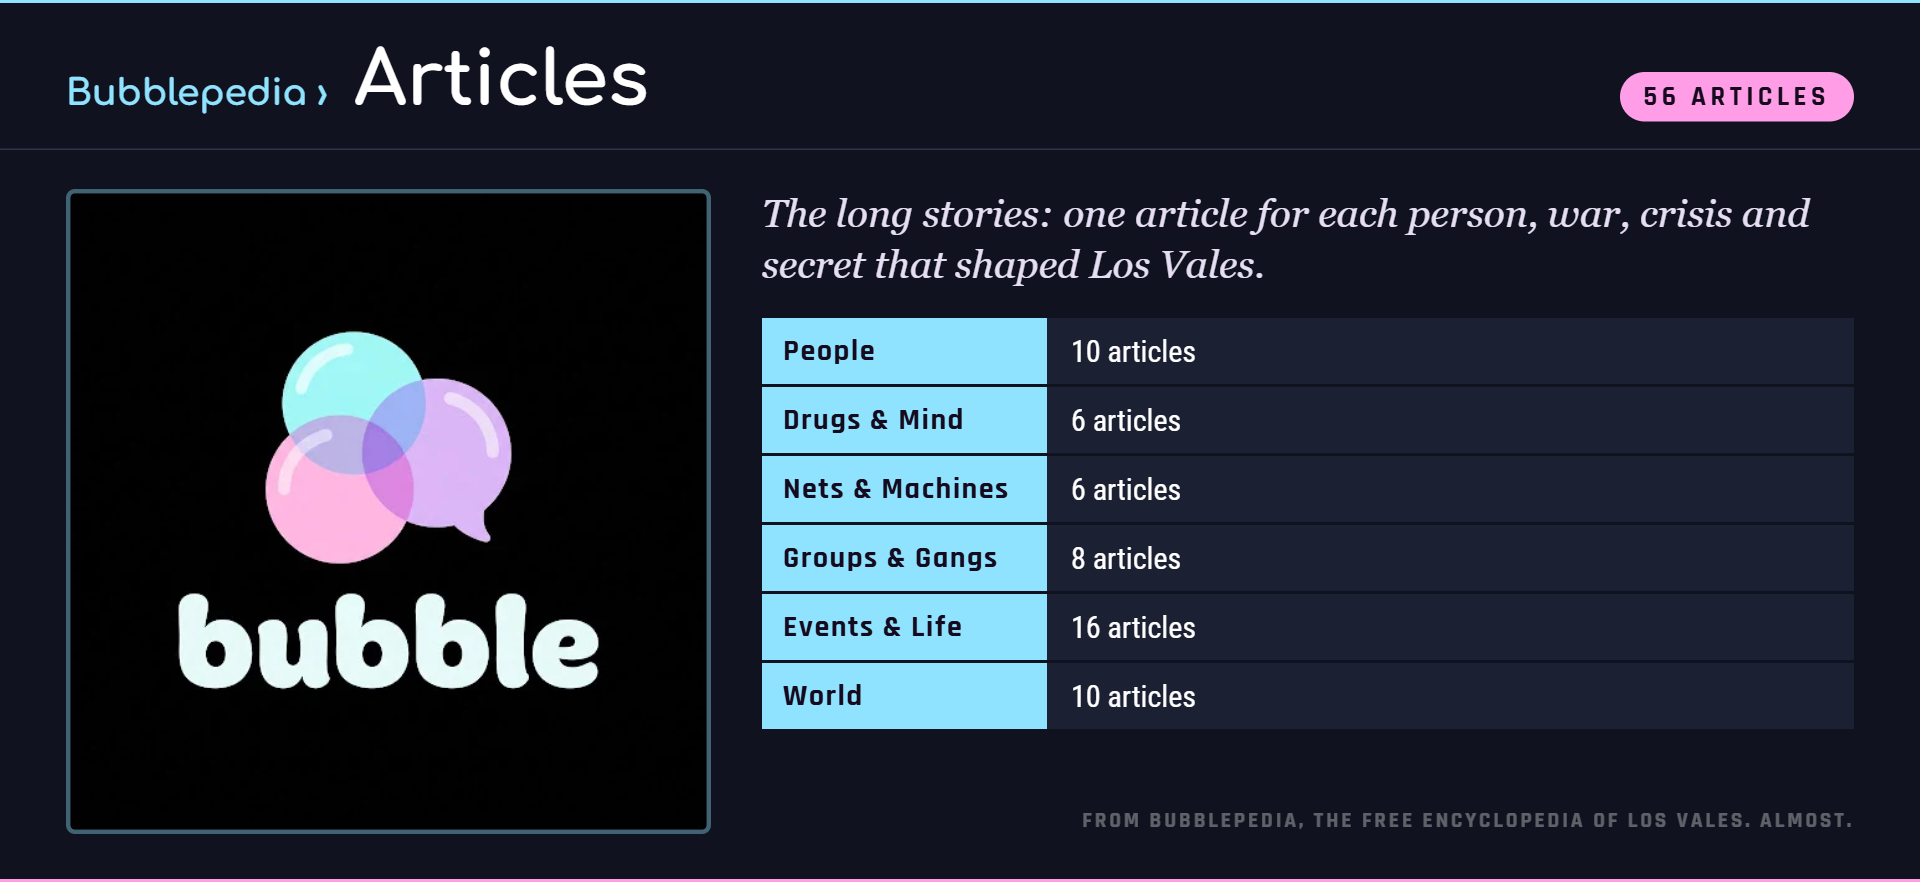 Bubblepedia › Articles
56 ARTICLES
bubble
The long stories: one article for each person, war, crisis and
secret that shaped Los Vales.
People 10 articles
Drugs & Mind 6 articles
Nets & Machines 6 articles
Groups & Gangs 8 articles
Events & Life 16 articles
World 10 articles
FROM BUBBLEPEDIA, THE FREE ENCYCLOPEDIA OF LOS VALES. ALMOST.